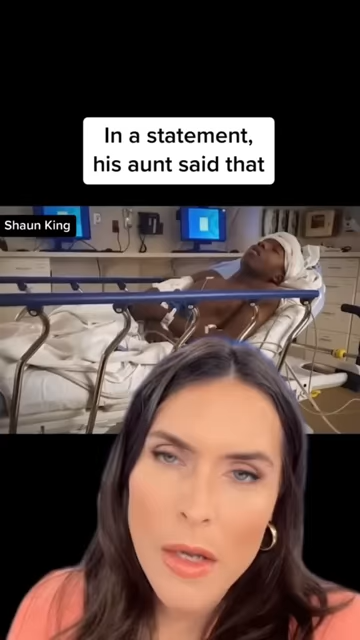 In a statement,
his aunt said that
Shaun King